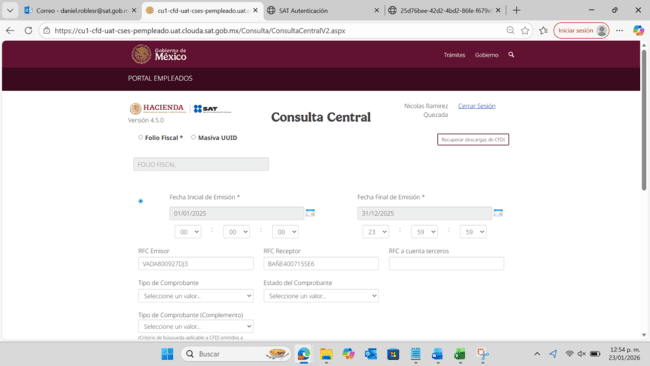 Correo - daniel.roblesr@sat.gob.m
cu1-cfd-uat-cses-pempleado.uat
SAT Autenticación
25d76bee-42d2-4bd2-86fe-f679
https://cu1-cfd-uat-cses-pempleado.uat.clouda.sat.gob.mx/Consulta/ConsultaCentralV2.aspx
Iniciar sesión
Gobierno de
México
Trámites
Gobierno
PORTAL EMPLEADOS
HACIENDA
SAT
Versión 4.5.0
Consulta Central
Nicolas Ramirez
Quezada
Cerrar Sesión
Folio Fiscal *
Masiva UUID
Recuperar descargas de CFDI
FOLIO FISCAL
Fecha Inicial de Emisión *
Fecha Final de Emisión *
01/01/2025
31/12/2025
00 : 00 : 00
23 : 59 : 59
RFC Emisor
RFC Receptor
RFC a cuenta terceros
VADA800927DJ3
BAÑE400715SE6
Tipo de Comprobante
Estado del Comprobante
Seleccione un valor...
Seleccione un valor...
Tipo de Comprobante (Complemento)
Seleccione un valor...
(Criterio de búsqueda aplicable a CFDI emitidos a
Buscar
12:54 p. m.
23/01/2026